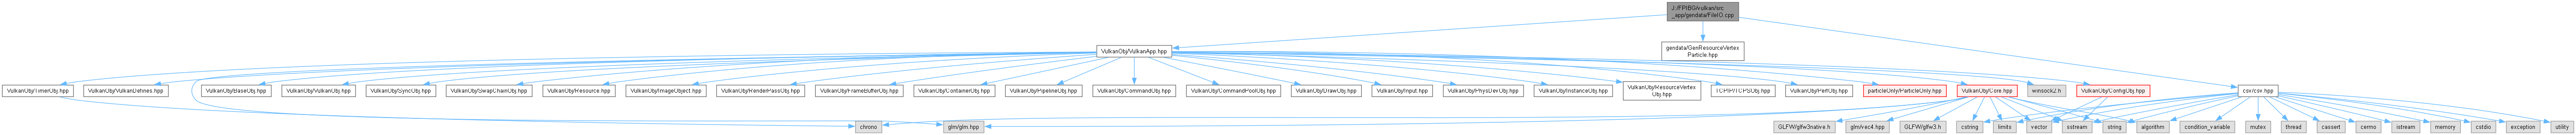 J:/FPIBG/vulkan/src
_app/gendata/FileIO.cpp
VulkanObj/VulkanApp.hpp
gendata/GenResourceVertex
Particle.hpp
VulkanObj/TimerObj.hpp
VulkanObj/VulkanDefines.hpp
VulkanObj/BaseObj.hpp
VulkanObj/VulkanObj.hpp
VulkanObj/SyncObj.hpp
VulkanObj/SwapChainObj.hpp
VulkanObj/Resource.hpp
VulkanObj/ImageObject.hpp
VulkanObj/RenderPassObj.hpp
VulkanObj/FrameBufferObj.hpp
VulkanObj/ContainerObj.hpp
VulkanObj/PipelineObj.hpp
VulkanObj/CommandObj.hpp
VulkanObj/CommandPoolObj.hpp
VulkanObj/DrawObj.hpp
VulkanObj/Input.hpp
VulkanObj/PhysDevObj.hpp
VulkanObj/InstanceObj.hpp
VulkanObj/ResourceVertex
Obj.hpp
TCPIP/TCPSObj.hpp
VulkanObj/PerfObj.hpp
particleOnly/ParticleOnly.hpp
VulkanObj/Core.hpp
winsock2.h
VulkanObj/ConfigObj.hpp
csv/csv.hpp
chrono
glm/glm.hpp
GLFW/glfw3native.h
glm/vec4.hpp
GLFW/glfw3.h
cstring
limits
vector
sstream
string
algorithm
condition_variable
mutex
thread
cassert
cerrno
istream
memory
cstdio
exception
utility